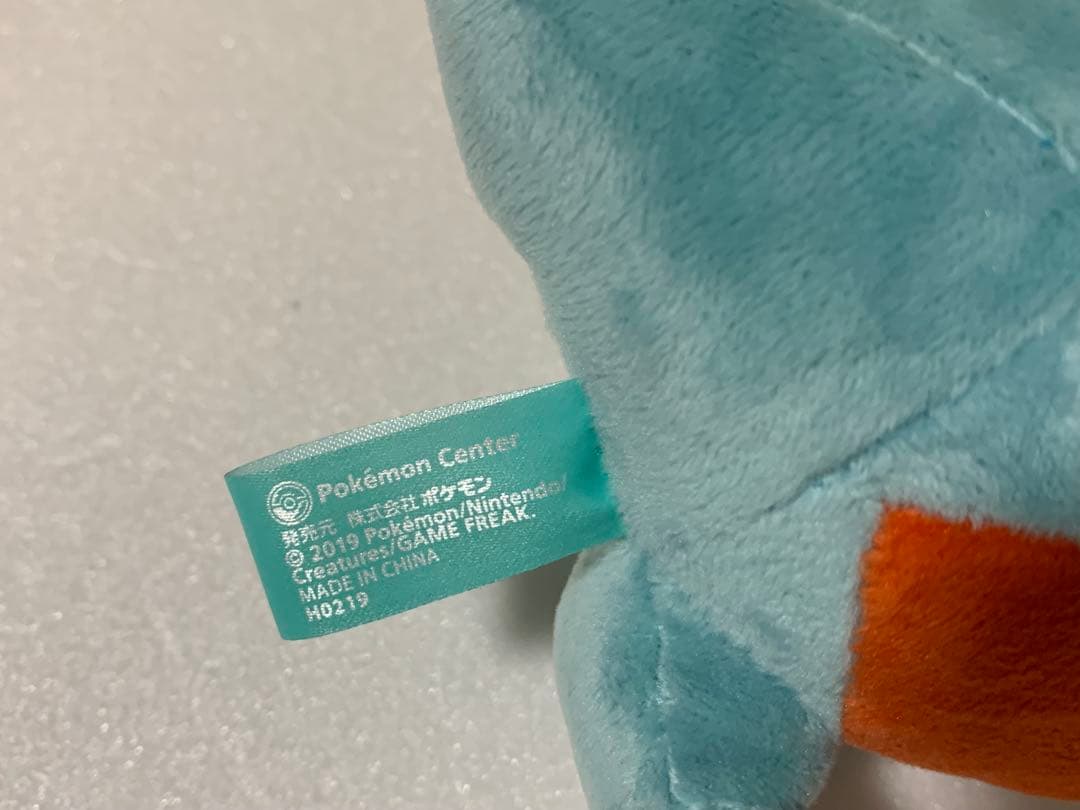 Pokémon Center
発売元 株式会社ポケモン
© 2019 Pokémon/Nintendo/
Creatures/GAME FREAK.
MADE IN CHINA
H0219